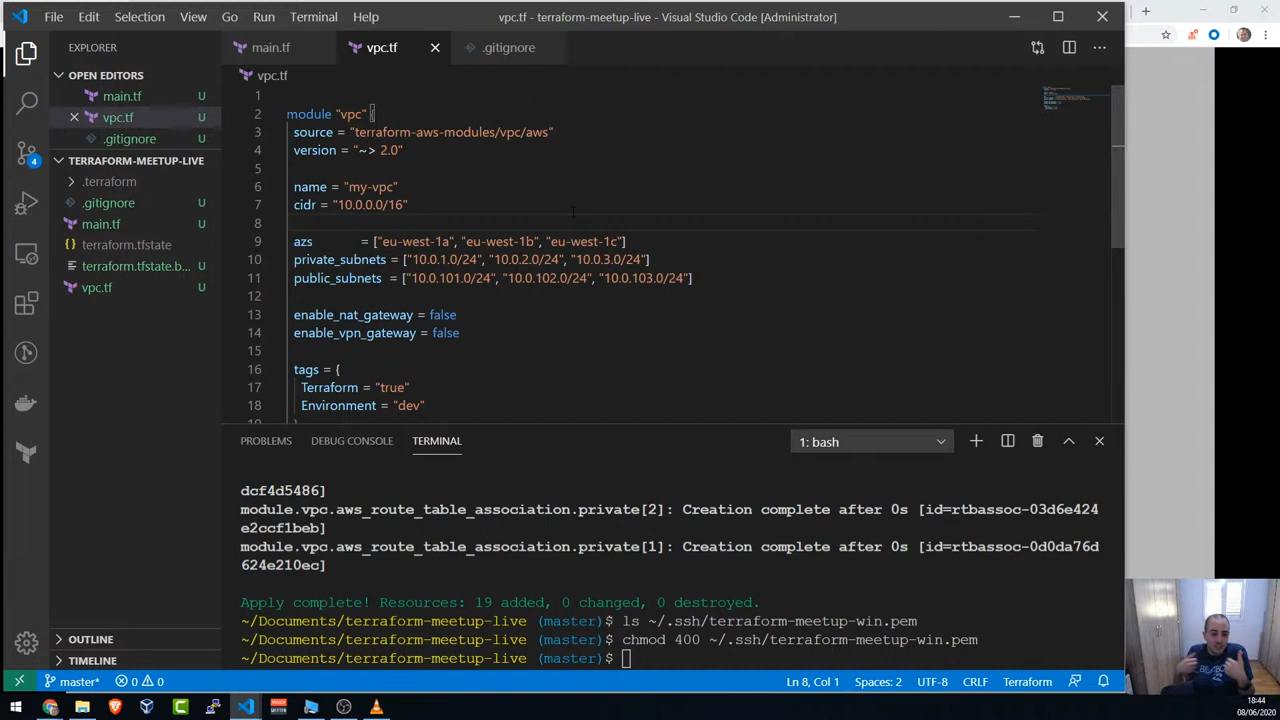 File Edit Selection View Go Run Terminal Help
vpc.tf - terraform-meetup-live - Visual Studio Code [Administrator]
EXPLORER
OPEN EDITORS
main.tf U
vpc.tf U
.gitignore U
TERRAFORM-MEETUP-LIVE
.terraform
.gitignore U
main.tf U
terraform.tfstate
terraform.tfstate.b... U
vpc.tf U
OUTLINE
TIMELINE
4
main.tf vpc.tf .gitignore
vpc.tf
1
2 module "vpc" {
3 source = "terraform-aws-modules/vpc/aws"
4 version = "~> 2.0"
5
6 name = "my-vpc"
7 cidr = "10.0.0.0/16"
8
9 azs = ["eu-west-1a", "eu-west-1b", "eu-west-1c"]
10 private_subnets = ["10.0.1.0/24", "10.0.2.0/24", "10.0.3.0/24"]
11 public_subnets = ["10.0.101.0/24", "10.0.102.0/24", "10.0.103.0/24"]
12
13 enable_nat_gateway = false
14 enable_vpn_gateway = false
15
16 tags = {
17 Terraform = "true"
18 Environment = "dev"
19 }
PROBLEMS DEBUG CONSOLE TERMINAL
1: bash
dcf4d5486]
module.vpc.aws_route_table_association.private[2]: Creation complete after 0s [id=rtbassoc-03d6e424
e2ccf1beb]
module.vpc.aws_route_table_association.private[1]: Creation complete after 0s [id=rtbassoc-0d0da76d
624e210ec]
Apply complete! Resources: 19 added, 0 changed, 0 destroyed.
~/Documents/terraform-meetup-live (master)$ ls ~/.ssh/terraform-meetup-win.pem
~/Documents/terraform-meetup-live (master)$ chmod 400 ~/.ssh/terraform-meetup-win.pem
~/Documents/terraform-meetup-live (master)$
master* 0 0 Ln 8, Col 1 Spaces: 2 UTF-8 CRLF Terraform
18:44
08/06/2020